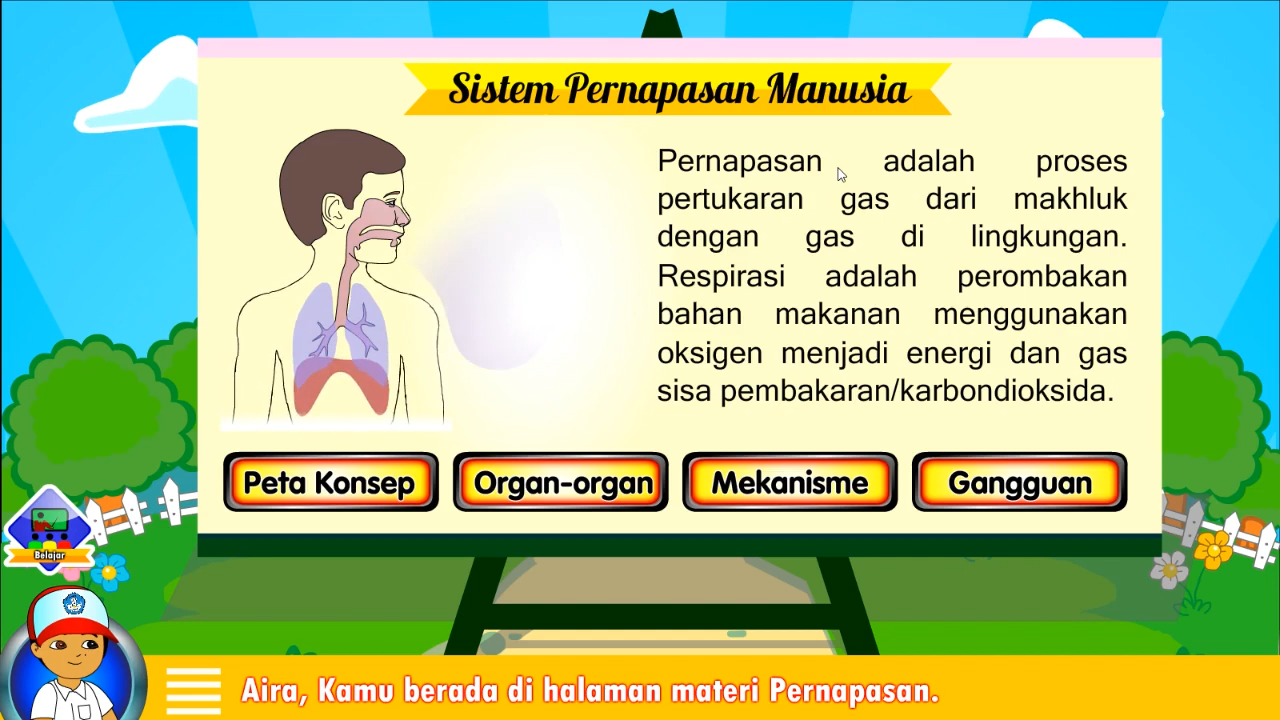 Sistem Pernapasan Manusia
Pernapasan adalah proses
pertukaran gas dari makhluk
dengan gas di lingkungan.
Respirasi adalah perombakan
bahan makanan menggunakan
oksigen menjadi energi dan gas
sisa pembakaran/karbondioksida.
Peta Konsep
Organ-organ
Mekanisme
Gangguan
Belajar
Aira, Kamu berada di halaman materi Pernapasan.